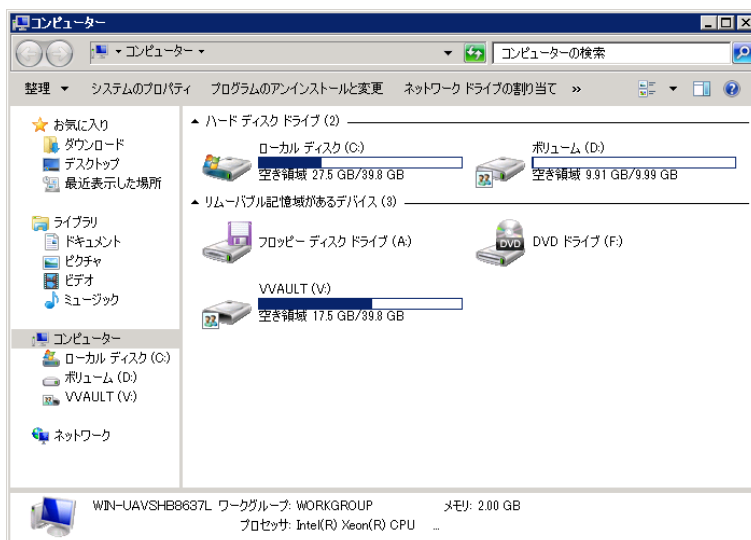 コンピューター
コンピューター
コンピューターの検索
整理 システムのプロパティ プログラムのアンインストールと変更 ネットワーク ドライブの割り当て »
お気に入り
ダウンロード
デスクトップ
最近表示した場所
ライブラリ
ドキュメント
ピクチャ
ビデオ
ミュージック
コンピューター
ローカル ディスク (C:)
ボリューム (D:)
VVAULT (V:)
ネットワーク
ハード ディスク ドライブ (2)
ローカル ディスク (C:)
空き領域 27.5 GB/39.8 GB
ボリューム (D:)
空き領域 9.91 GB/9.99 GB
リムーバブル記憶域があるデバイス (3)
フロッピー ディスク ドライブ (A:)
DVD
DVD ドライブ (F:)
VVAULT (V:)
空き領域 17.5 GB/39.8 GB
WIN-UAVSHB8637L ワークグループ: WORKGROUP メモリ: 2.00 GB
プロセッサ: Intel(R) Xeon(R) CPU ...